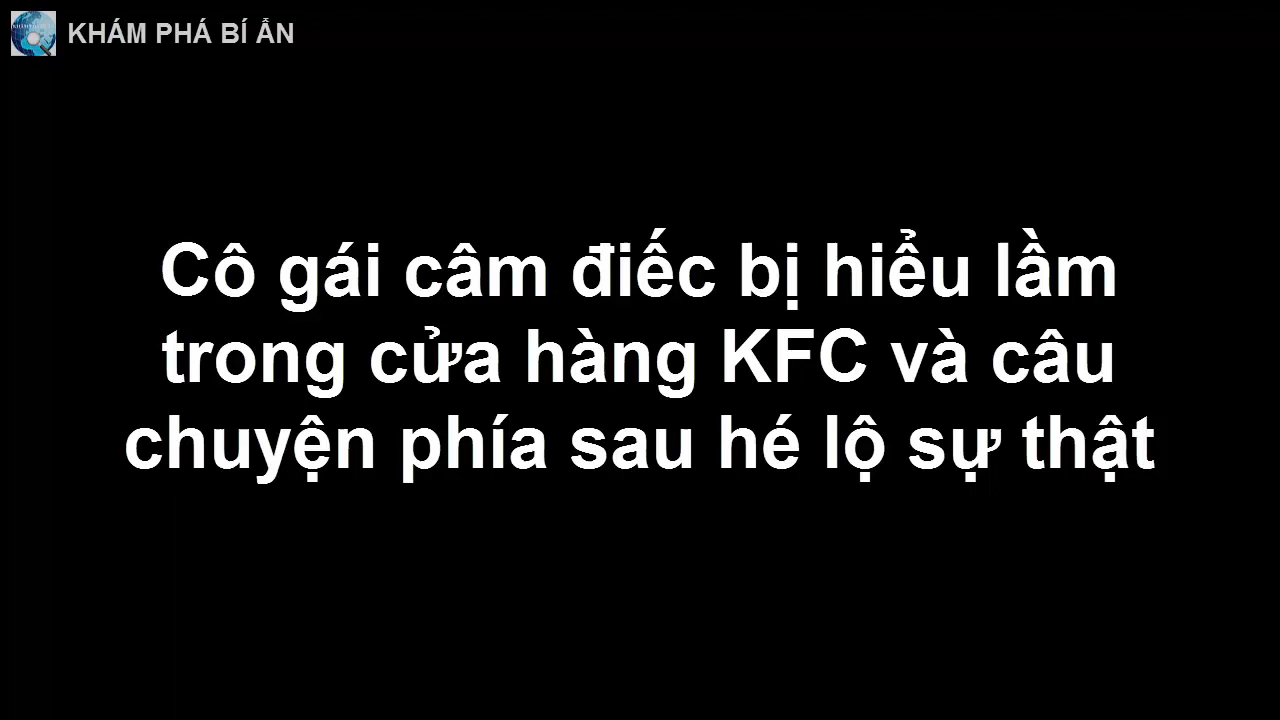 KHÁM PHÁ BÍ ẨN
Cô gái câm điếc bị hiểu lầm
trong cửa hàng KFC và câu
chuyện phía sau hé lộ sự thật